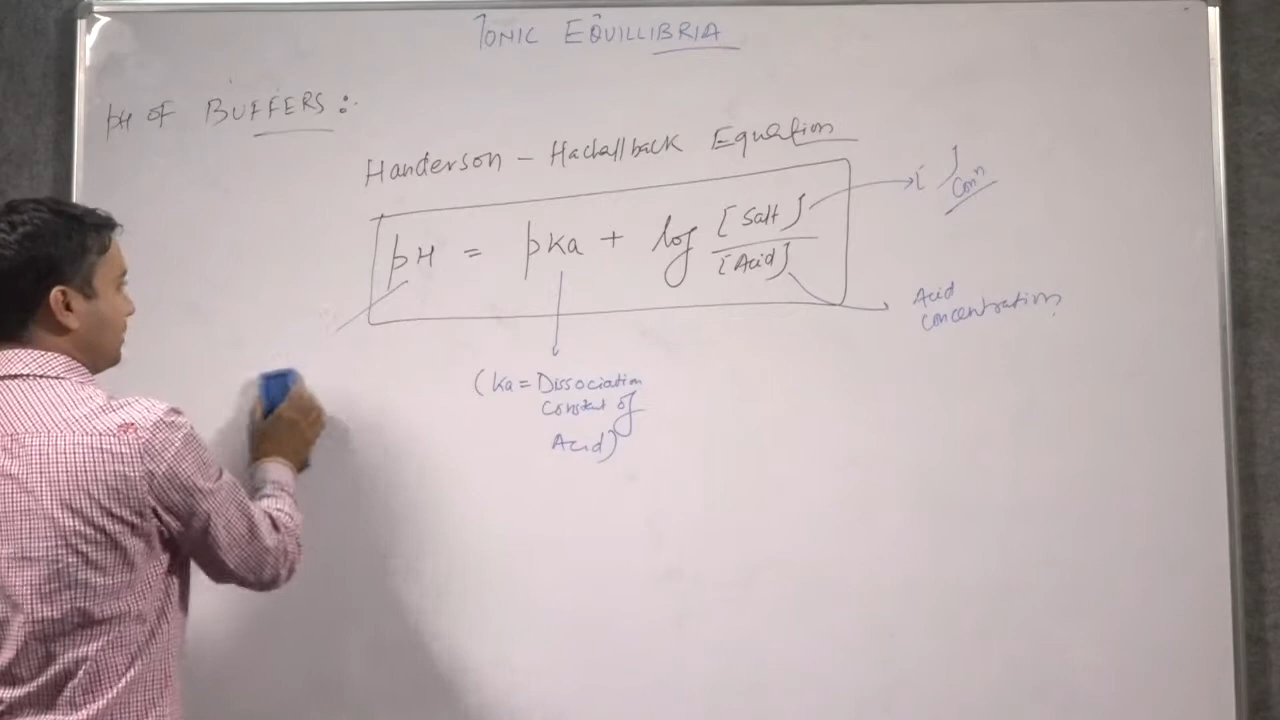 IONIC EQUILLIBRIA
pH OF BUFFERS :
Handerson - Hachallback Equation
pH = pKa + log [Salt] / [Acid]
[ ] Conⁿ
Acid
concentration
(Ka = Dissociation
Constant of
Acid)